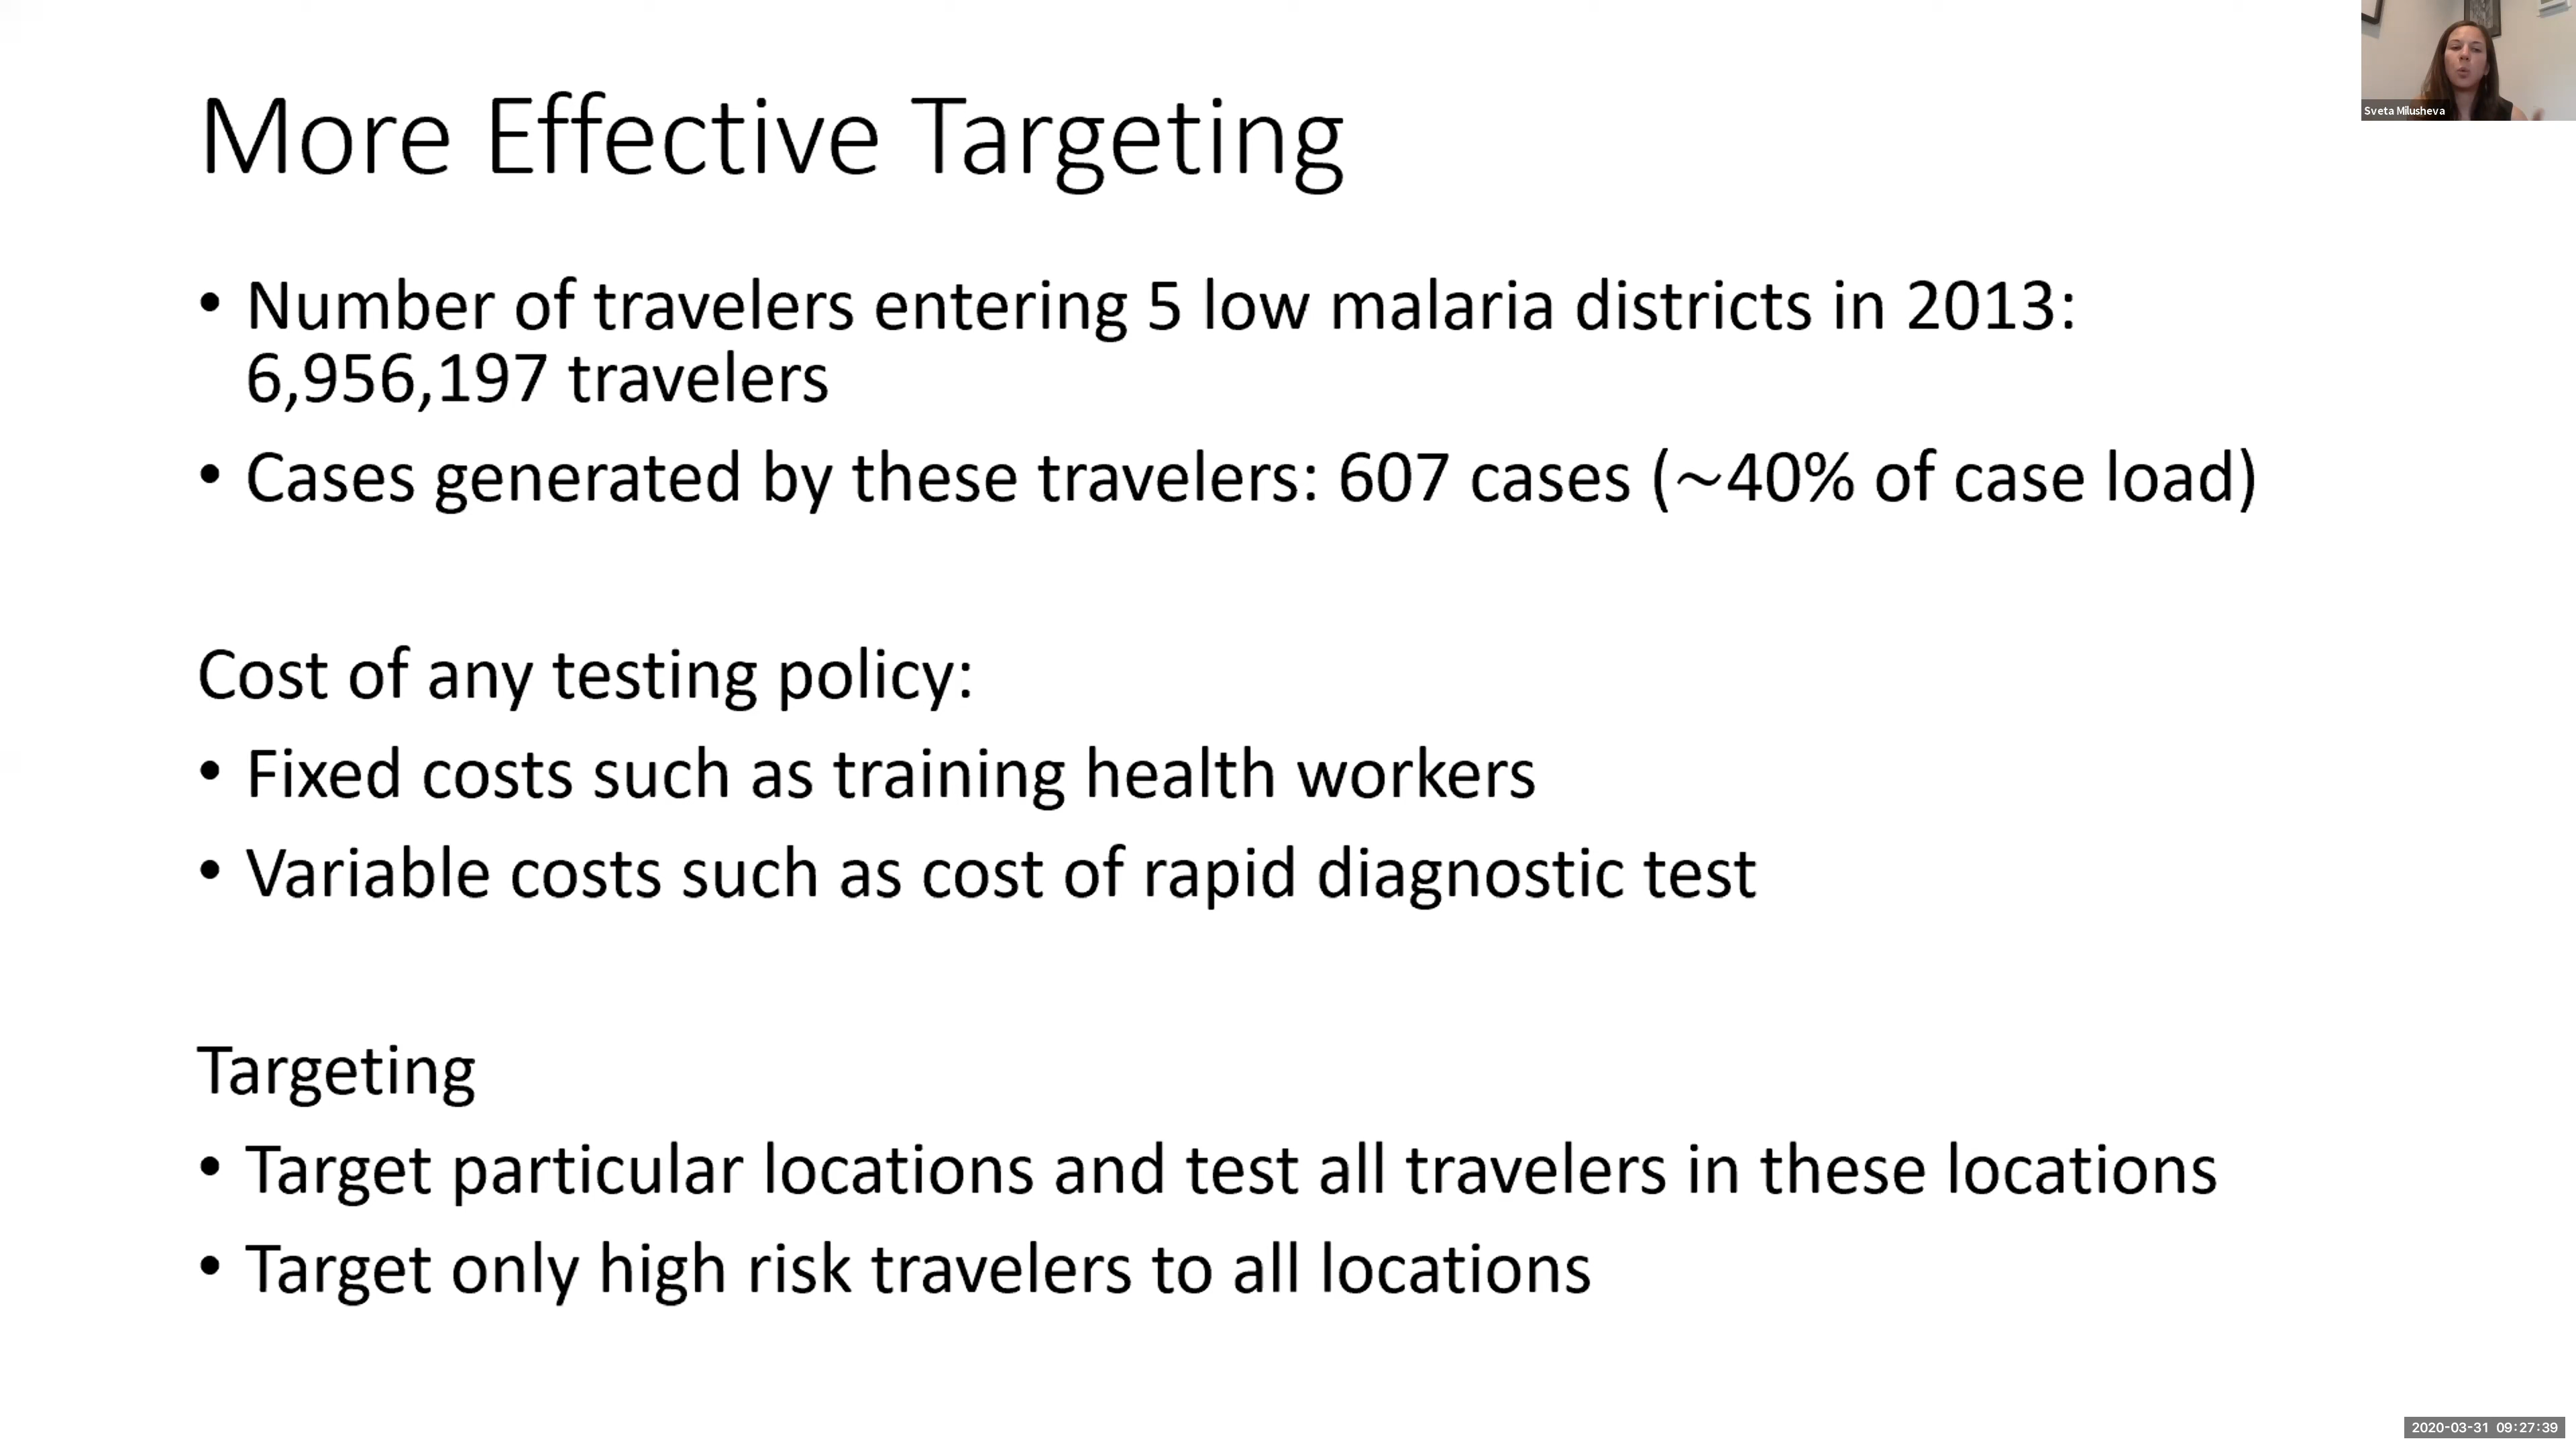 Sveta Milusheva
More Effective Targeting
• Number of travelers entering 5 low malaria districts in 2013:
6,956,197 travelers
• Cases generated by these travelers: 607 cases (~40% of case load)
Cost of any testing policy:
• Fixed costs such as training health workers
• Variable costs such as cost of rapid diagnostic test
Targeting
• Target particular locations and test all travelers in these locations
• Target only high risk travelers to all locations
2020-03-31 09:27:39